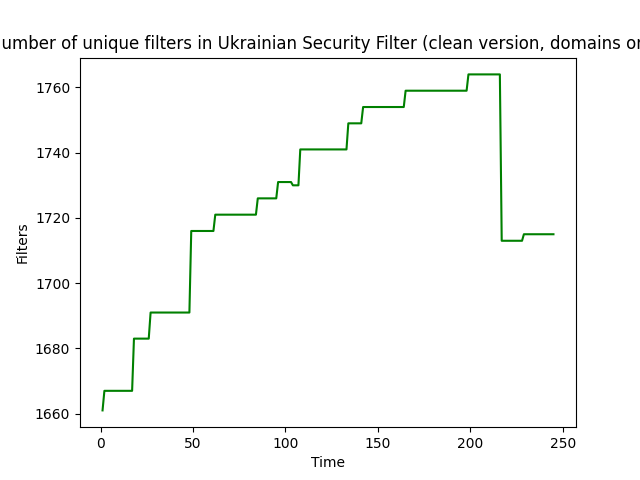 umber of unique filters in Ukrainian Security Filter (clean version, domains or
1760
1740
1720
1700
1680
1660
Filters
0 50 100 150 200 250
Time